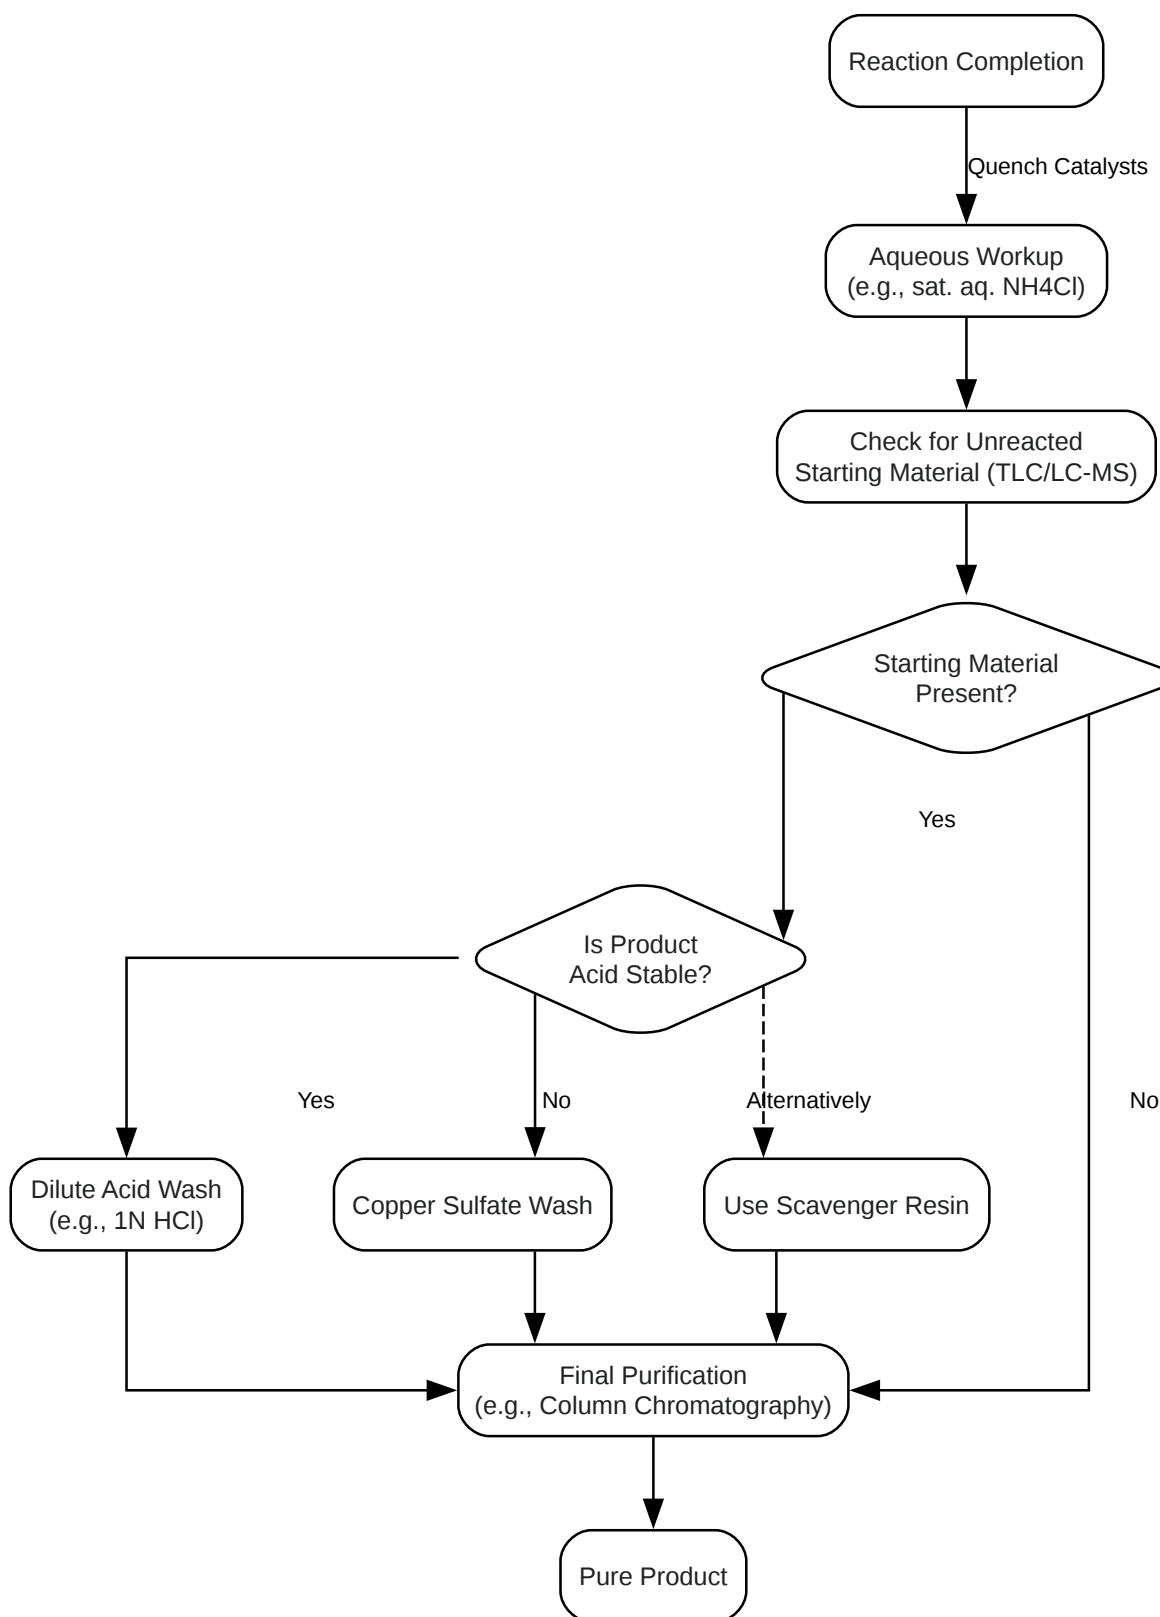 Reaction Completion
Quench Catalysts
Aqueous Workup
(e.g., sat. aq. NH4Cl)
Check for Unreacted
Starting Material (TLC/LC-MS)
Starting Material
Present?
Yes
Is Product
Acid Stable?
Yes
No
Alternatively
No
Dilute Acid Wash
(e.g., 1N HCl)
Copper Sulfate Wash
Use Scavenger Resin
Final Purification
(e.g., Column Chromatography)
Pure Product